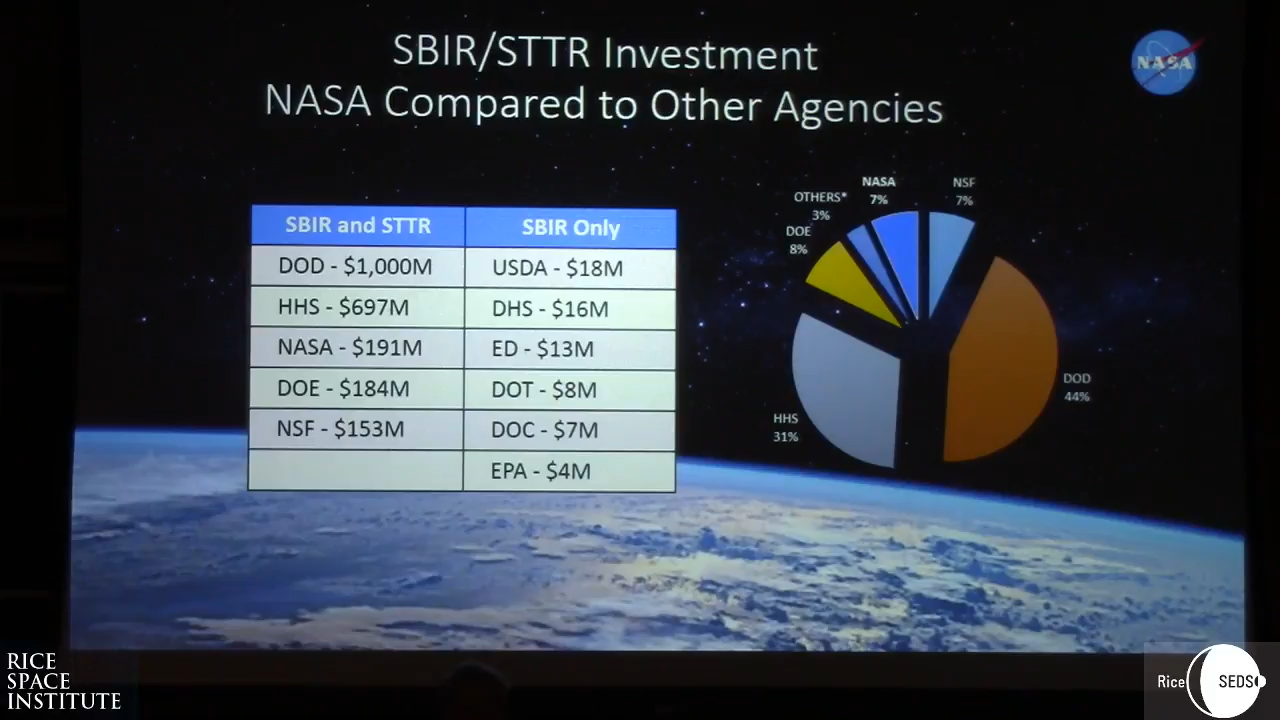 SBIR/STTR Investment
NASA Compared to Other Agencies
NASA
SBIR and STTR
SBIR Only
DOD - $1,000M
USDA - $18M
HHS - $697M
DHS - $16M
NASA - $191M
ED - $13M
DOE - $184M
DOT - $8M
NSF - $153M
DOC - $7M
EPA - $4M
NASA
7%
NSF
7%
OTHERS*
3%
DOE
8%
DOD
44%
HHS
31%
RICE
SPACE
INSTITUTE
Rice
SEDS